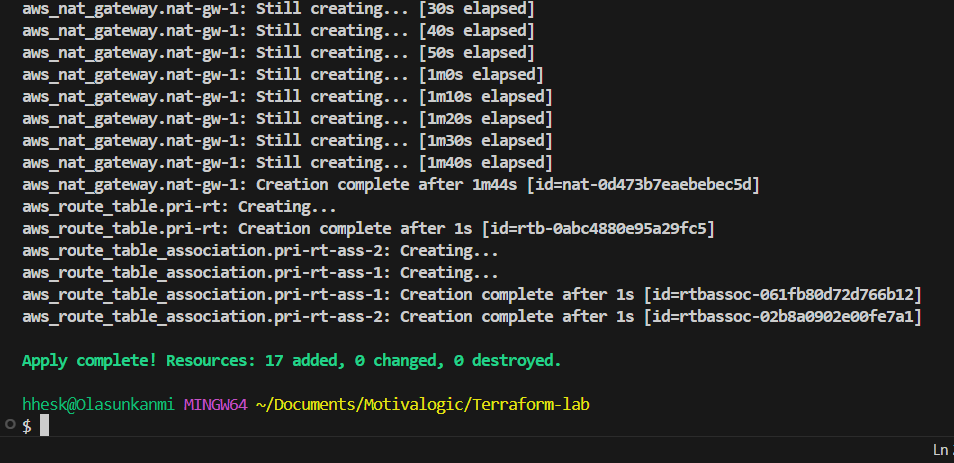 aws_nat_gateway.nat-gw-1: Still creating... [30s elapsed]
aws_nat_gateway.nat-gw-1: Still creating... [40s elapsed]
aws_nat_gateway.nat-gw-1: Still creating... [50s elapsed]
aws_nat_gateway.nat-gw-1: Still creating... [1m0s elapsed]
aws_nat_gateway.nat-gw-1: Still creating... [1m10s elapsed]
aws_nat_gateway.nat-gw-1: Still creating... [1m20s elapsed]
aws_nat_gateway.nat-gw-1: Still creating... [1m30s elapsed]
aws_nat_gateway.nat-gw-1: Still creating... [1m40s elapsed]
aws_nat_gateway.nat-gw-1: Creation complete after 1m44s [id=nat-0d473b7eaebebec5d]
aws_route_table.pri-rt: Creating...
aws_route_table.pri-rt: Creation complete after 1s [id=rtb-0abc4880e95a29fc5]
aws_route_table_association.pri-rt-ass-2: Creating...
aws_route_table_association.pri-rt-ass-1: Creating...
aws_route_table_association.pri-rt-ass-1: Creation complete after 1s [id=rtbassoc-061fb80d72d766b12]
aws_route_table_association.pri-rt-ass-2: Creation complete after 1s [id=rtbassoc-02b8a0902e00fe7a1]
Apply complete! Resources: 17 added, 0 changed, 0 destroyed.
hhesk@Olasunkanmi MINGW64 ~/Documents/Motivalogic/Terraform-lab
$
Ln